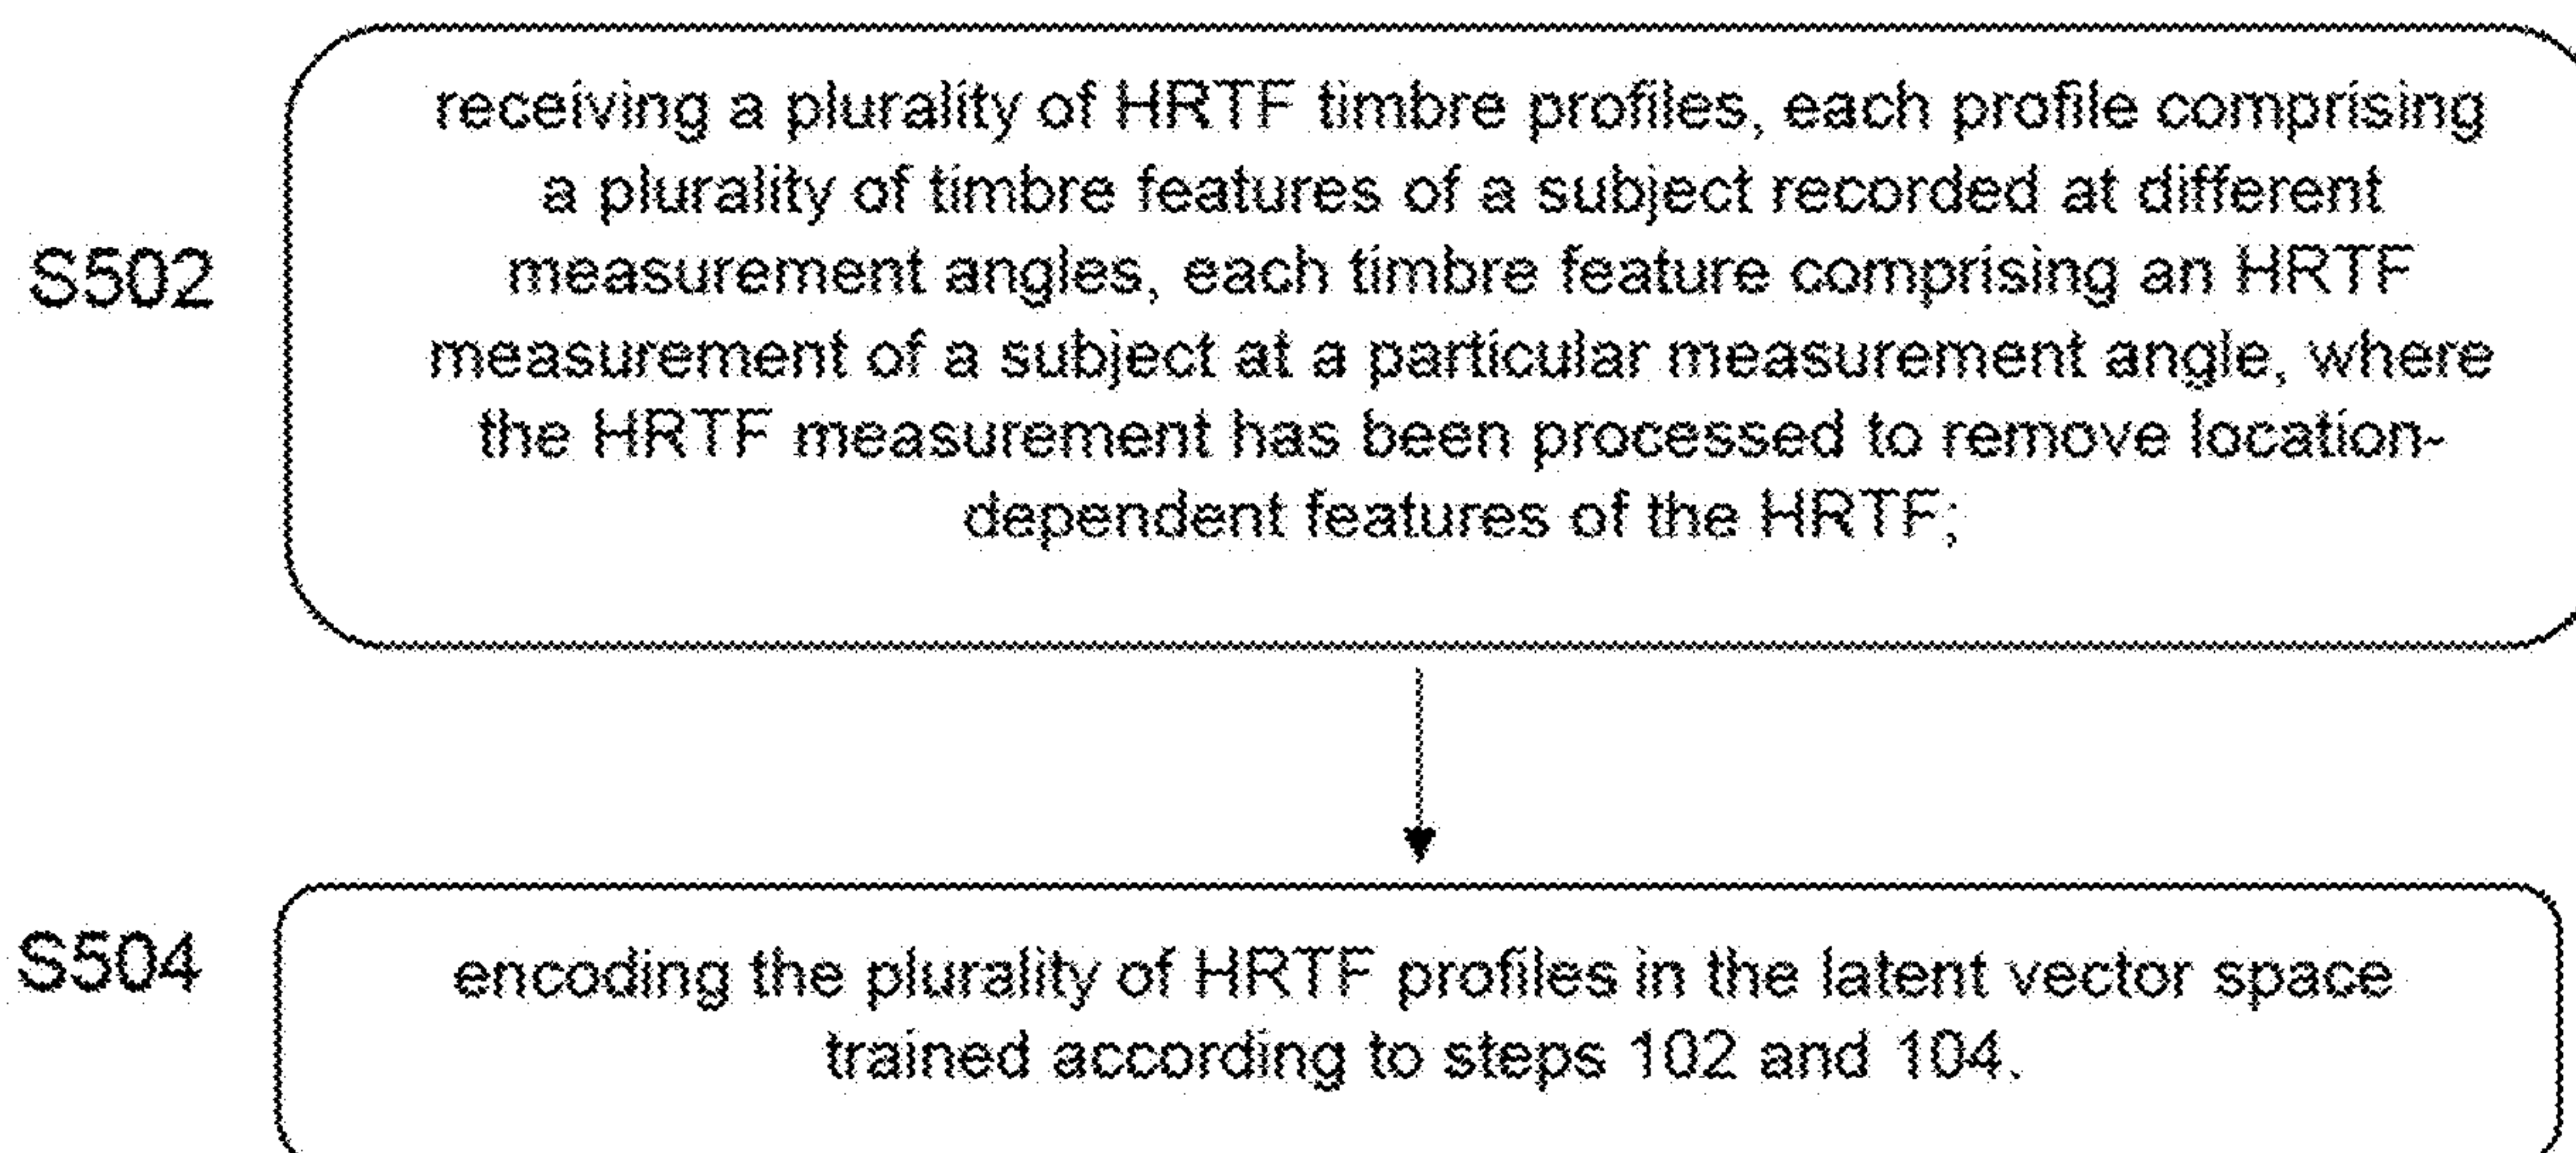 receiving a plurality of HRTF timbre profiles, each profile comprising
a plurality of timbre features of a subject recorded at different
measurement angles, each timbre feature comprising an HRTF
S502
measurement of a subject at a particular measurement angle, where
the HRTF measurement has been processed to remove location-
dependent features of the HRTF;
S504
encoding the plurality of HRTF profiles in the latent vector space
trained according to steps 102 and 104.